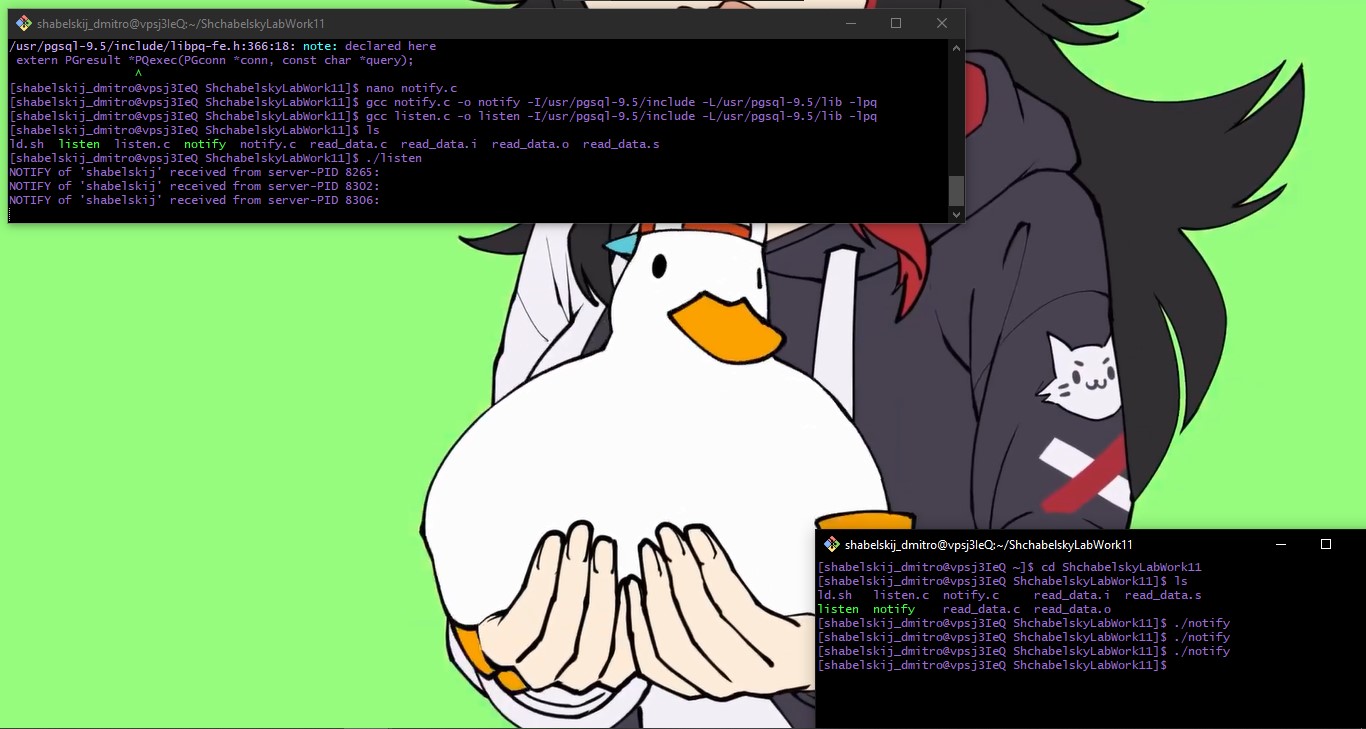 shabelskij_dmitro@vpsj3IeQ:~/ShchabelskyLabWork11
/usr/pgsql-9.5/include/libpq-fe.h:366:18: note: declared here
 extern PGresult *PQexec(PGconn *conn, const char *query);
                  ^
[shabelskij_dmitro@vpsj3IeQ ShchabelskyLabWork11]$ nano notify.c
[shabelskij_dmitro@vpsj3IeQ ShchabelskyLabWork11]$ gcc notify.c -o notify -I/usr/pgsql-9.5/include -L/usr/pgsql-9.5/lib -lpq
[shabelskij_dmitro@vpsj3IeQ ShchabelskyLabWork11]$ gcc listen.c -o listen -I/usr/pgsql-9.5/include -L/usr/pgsql-9.5/lib -lpq
[shabelskij_dmitro@vpsj3IeQ ShchabelskyLabWork11]$ ls
ld.sh  listen  listen.c  notify  notify.c  read_data.c  read_data.i  read_data.o  read_data.s
[shabelskij_dmitro@vpsj3IeQ ShchabelskyLabWork11]$ ./listen
NOTIFY of 'shabelskij' received from server-PID 8265:
NOTIFY of 'shabelskij' received from server-PID 8302:
NOTIFY of 'shabelskij' received from server-PID 8306:
shabelskij_dmitro@vpsj3IeQ:~/ShchabelskyLabWork11
[shabelskij_dmitro@vpsj3IeQ ~]$ cd ShchabelskyLabWork11
[shabelskij_dmitro@vpsj3IeQ ShchabelskyLabWork11]$ ls
ld.sh   listen.c  notify.c     read_data.i  read_data.s
listen  notify    read_data.c  read_data.o
[shabelskij_dmitro@vpsj3IeQ ShchabelskyLabWork11]$ ./notify
[shabelskij_dmitro@vpsj3IeQ ShchabelskyLabWork11]$ ./notify
[shabelskij_dmitro@vpsj3IeQ ShchabelskyLabWork11]$ ./notify
[shabelskij_dmitro@vpsj3IeQ ShchabelskyLabWork11]$